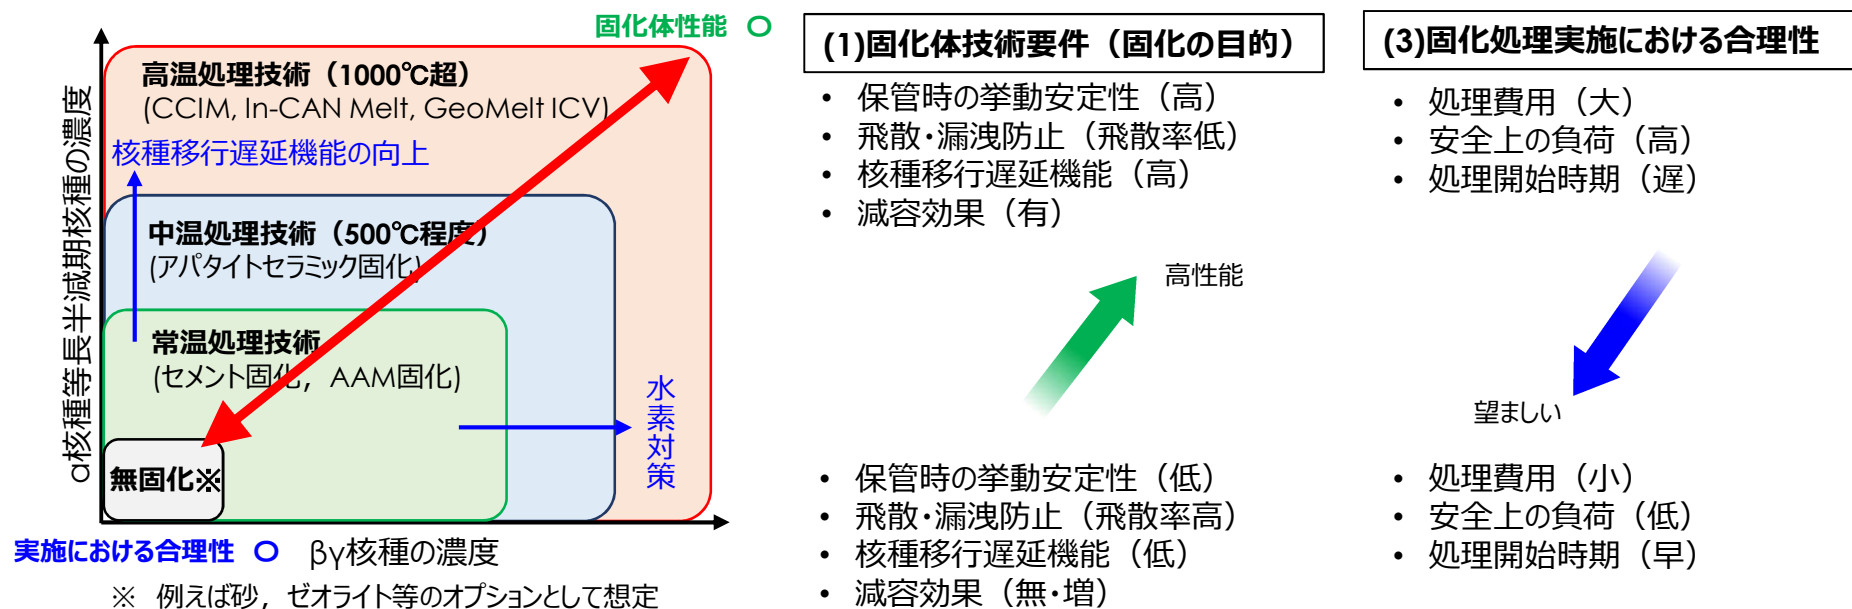 固化体性能 〇
高温処理技術（1000℃超）
(CCIM, In-CAN Melt, GeoMelt ICV)
核種移行遅延機能の向上
中温処理技術（500℃程度）
(アパタイトセラミック固化)
常温処理技術
(セメント固化，AAM固化)
無固化※
水素対策
α核種等長半減期核種の濃度
実施における合理性 〇
βγ核種の濃度
※ 例えば砂，ゼオライト等のオプションとして想定
(1)固化体技術要件（固化の目的）
• 保管時の挙動安定性（高）
• 飛散・漏洩防止（飛散率低）
• 核種移行遅延機能（高）
• 減容効果（有）
高性能
• 保管時の挙動安定性（低）
• 飛散・漏洩防止（飛散率高）
• 核種移行遅延機能（低）
• 減容効果（無・増）
(3)固化処理実施における合理性
• 処理費用（大）
• 安全上の負荷（高）
• 処理開始時期（遅）
望ましい
• 処理費用（小）
• 安全上の負荷（低）
• 処理開始時期（早）